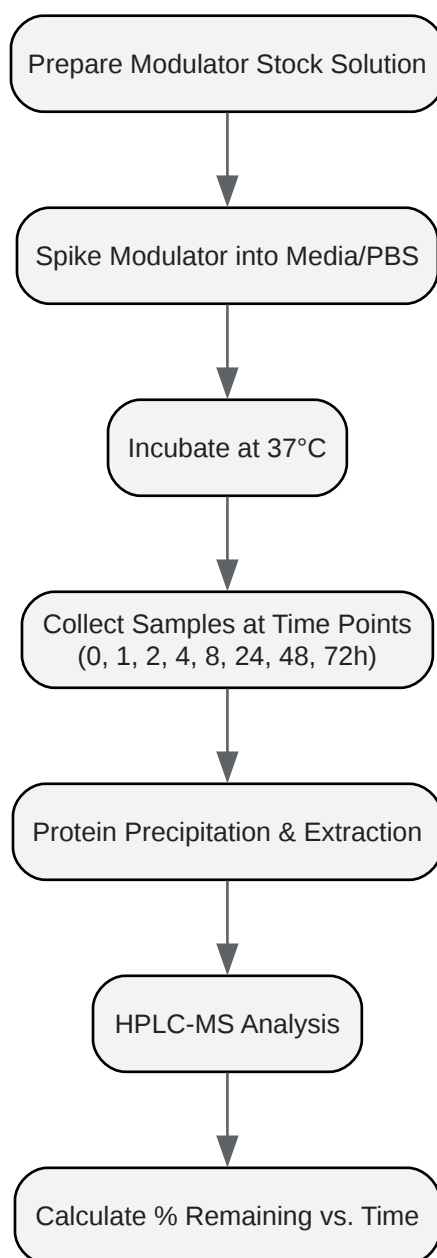 Prepare Modulator Stock Solution
Spike Modulator into Media/PBS
Incubate at 37°C
Collect Samples at Time Points
(0, 1, 2, 4, 8, 24, 48, 72h)
Protein Precipitation & Extraction
HPLC-MS Analysis
Calculate % Remaining vs. Time